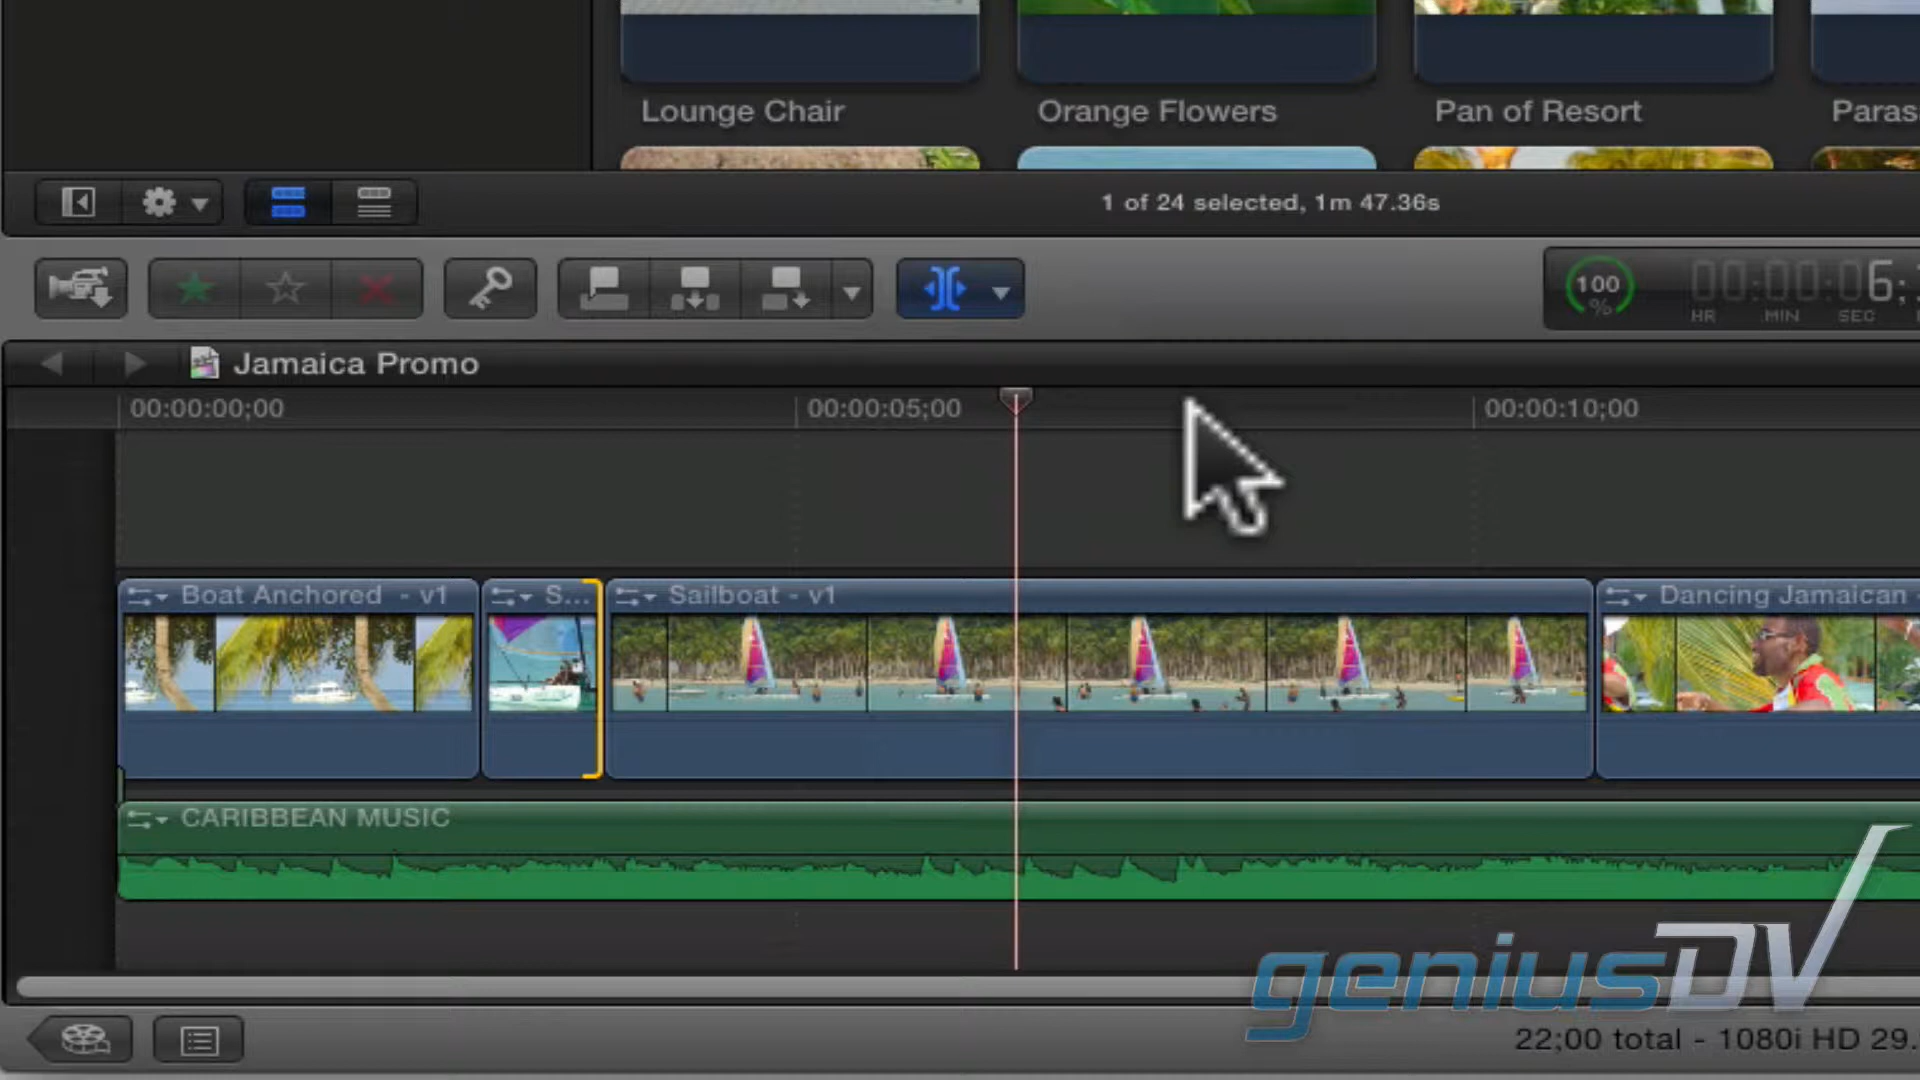 Lounge Chair
Orange Flowers
Pan of Resort
Paras
1 of 24 selected, 1m 47.36s
100
%
00:00:06;
HR
MIN
SEC
Jamaica Promo
00:00:00;00
00:00:05;00
00:00:10;00
Boat Anchored - v1
S...
Sailboat - v1
Dancing Jamaican -
CARIBBEAN MUSIC
geniusDV
22;00 total - 1080i HD 29.